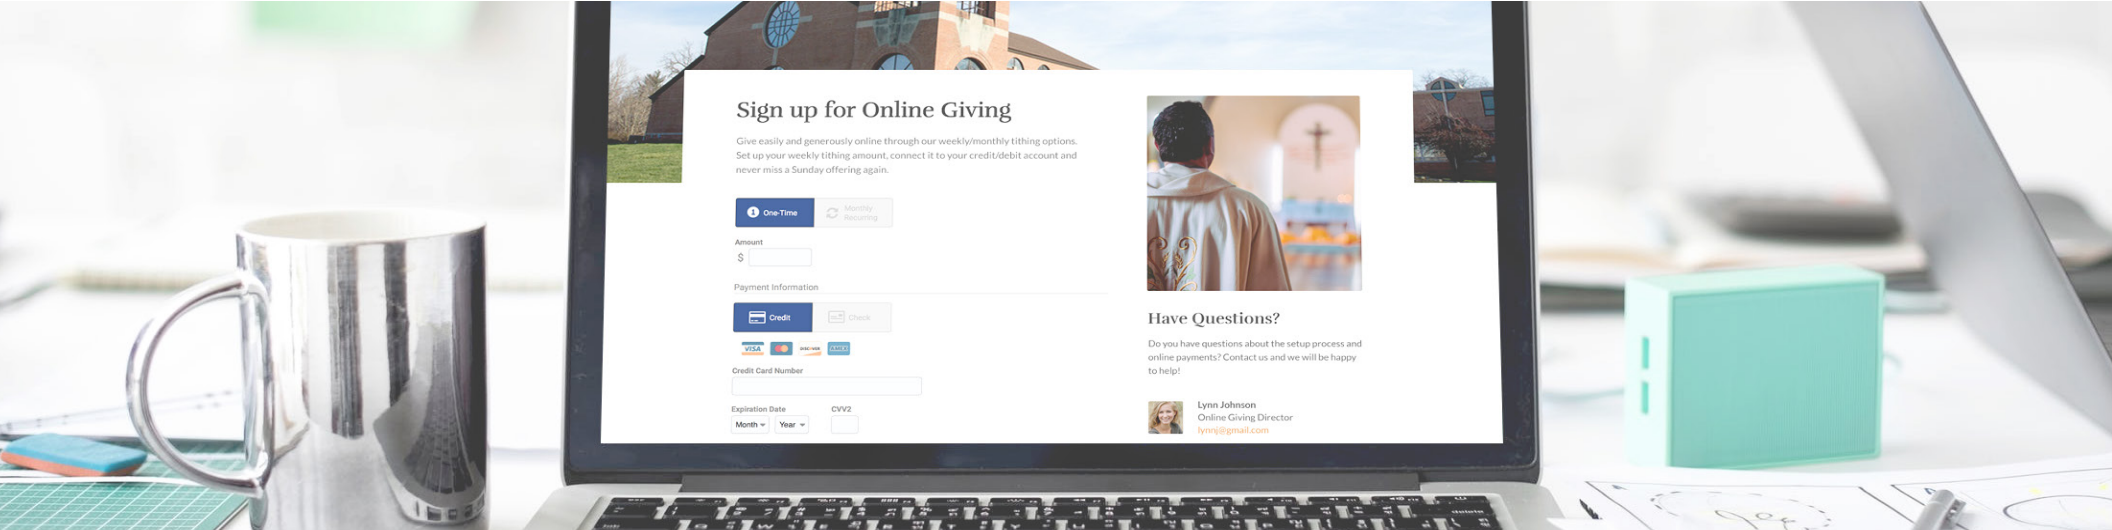 Sign up for Online Giving
Give easily and generously online through our weekly/monthly tithing options.
Set up your weekly tithing amount, connect it to your credit/debit account and
never miss a Sunday offering again.
1 One-Time
Monthly
Recurring
Amount
$
Payment Information
Credit
Check
VISA DISCOVER AMEX
Credit Card Number
Expiration Date CVV2
Month Year
Have Questions?
Do you have questions about the setup process and
online payments? Contact us and we will be happy
to help!
Lynn Johnson
Online Giving Director
lynnj@gmail.com
delete